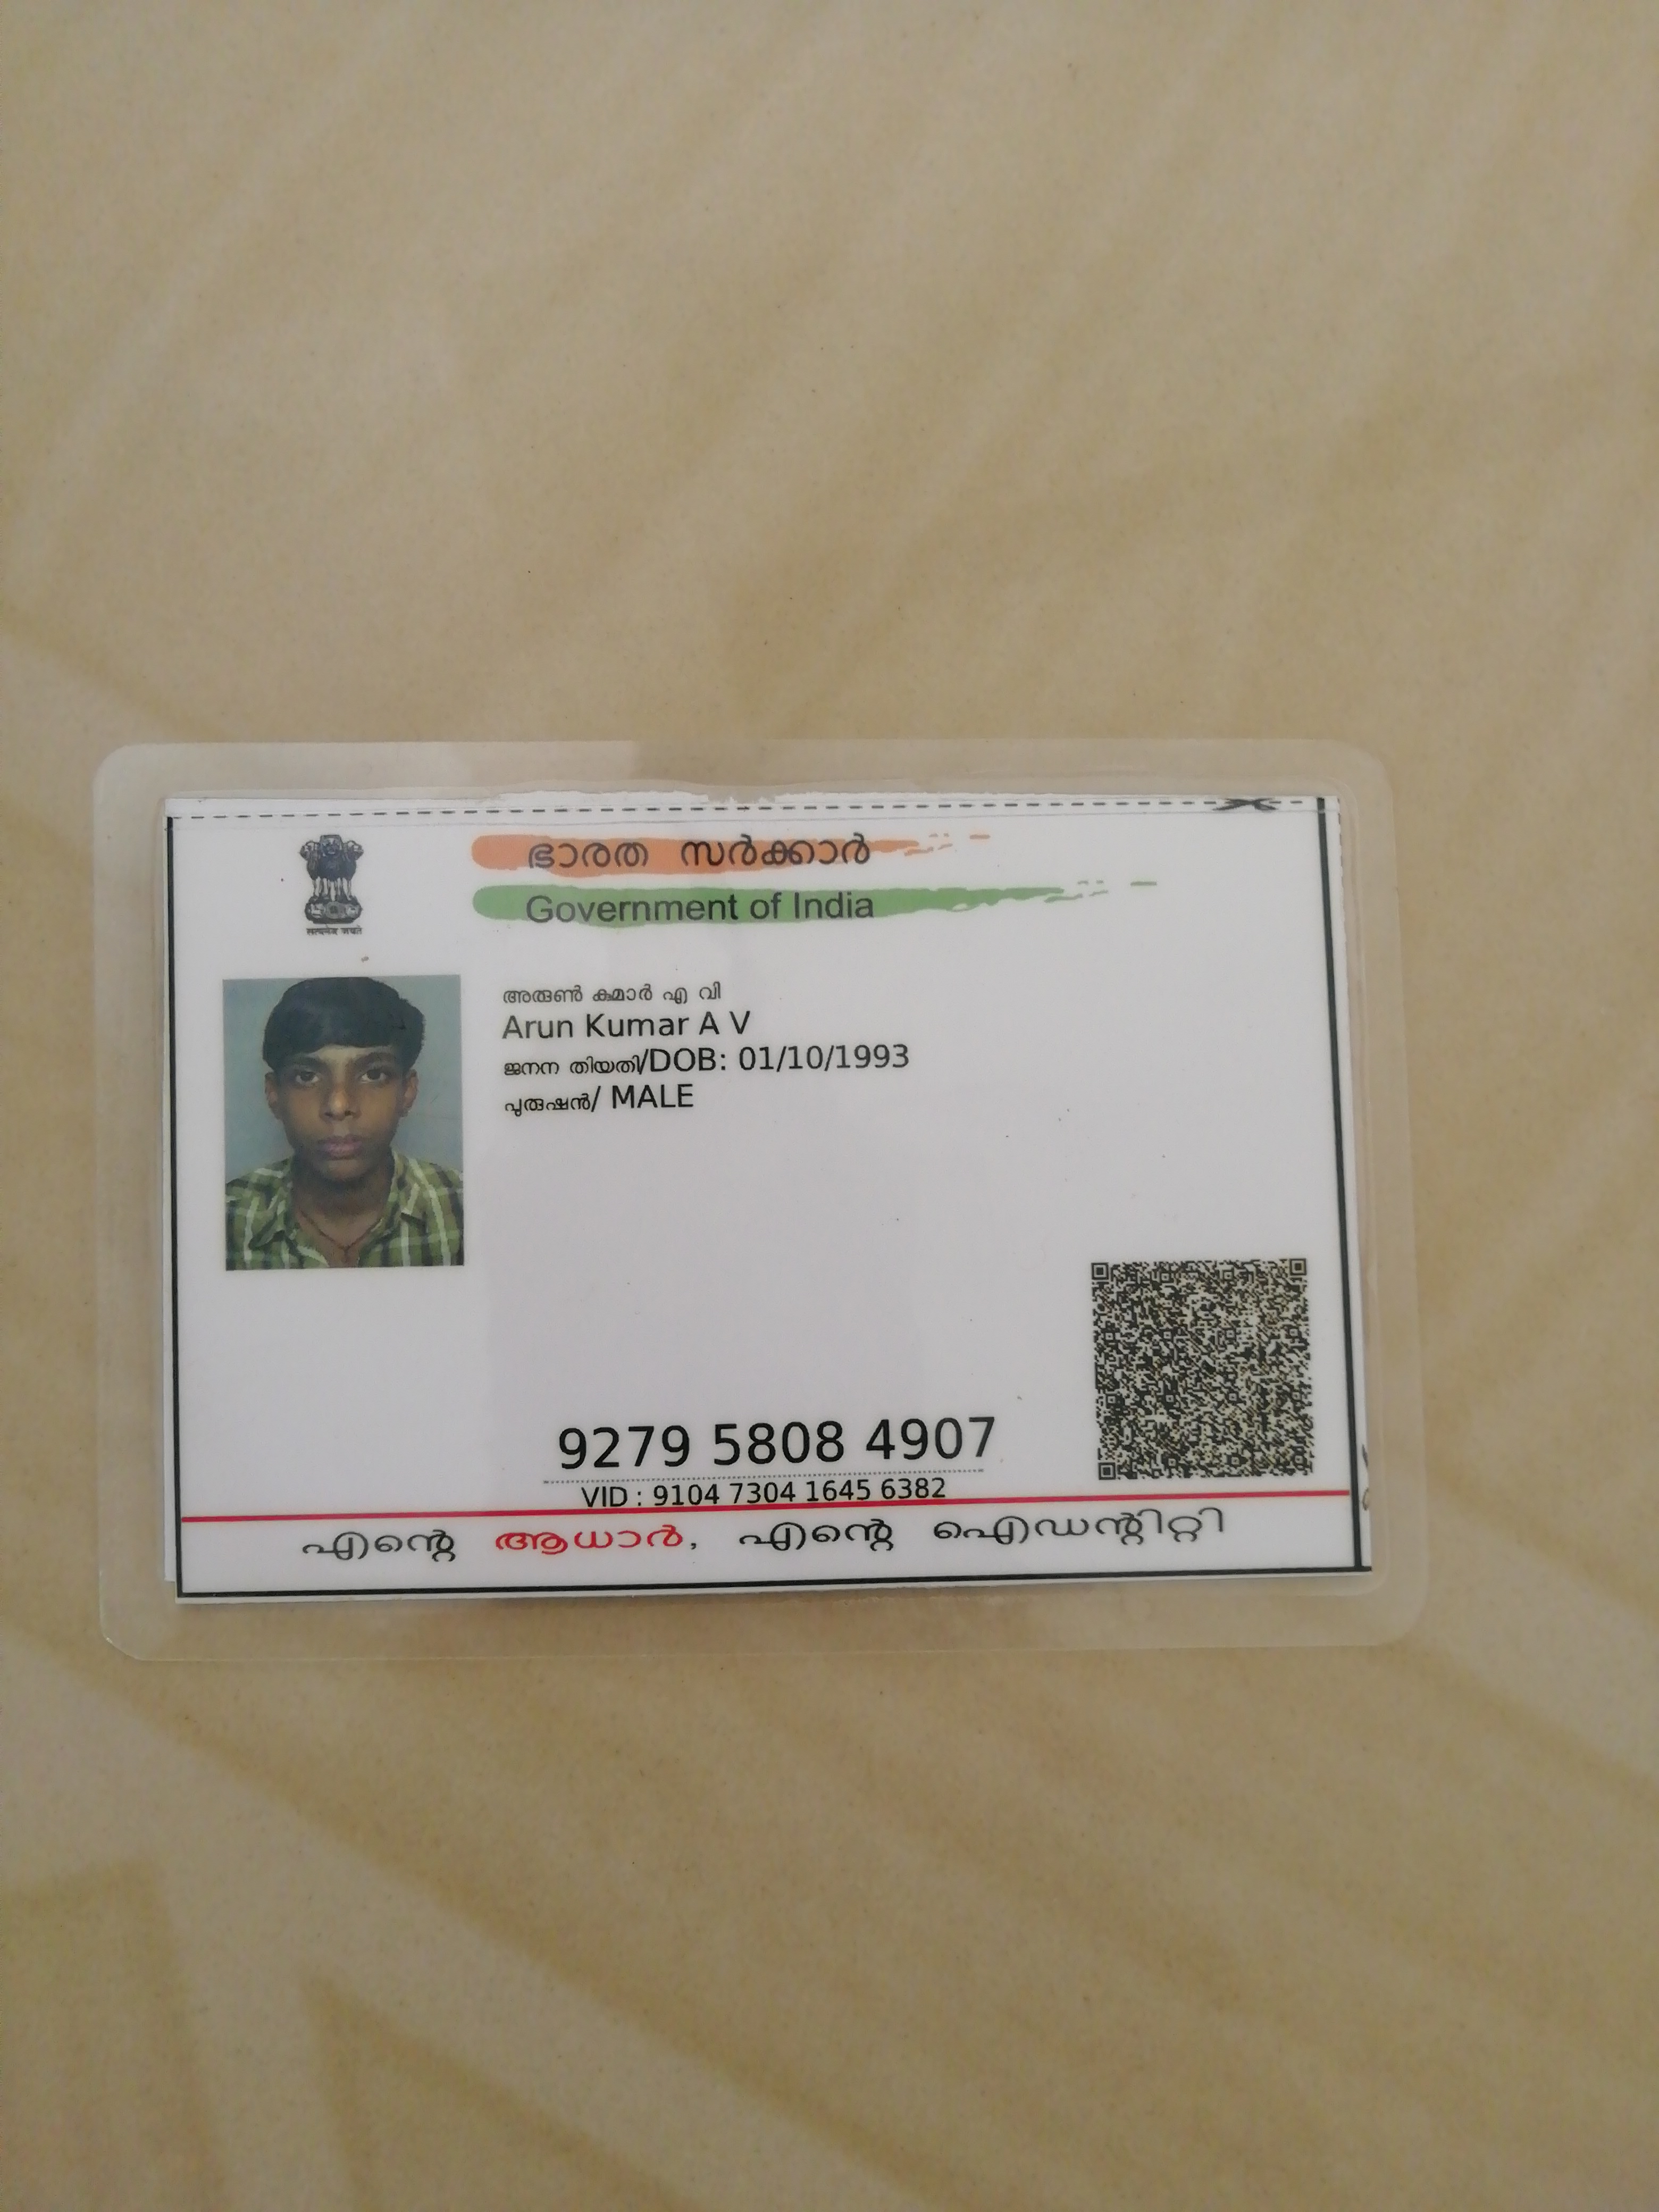 ഭാരത സർക്കാർ
Government of India
सत्यमेव जयते
അരുൺ കുമാർ എ വി
Arun Kumar A V
ജനന തിയതി/DOB: 01/10/1993
പുരുഷൻ/ MALE
9279 5808 4907
VID : 9104 7304 1645 6382
എന്റെ ആധാർ, എന്റെ ഐഡന്റിറ്റി